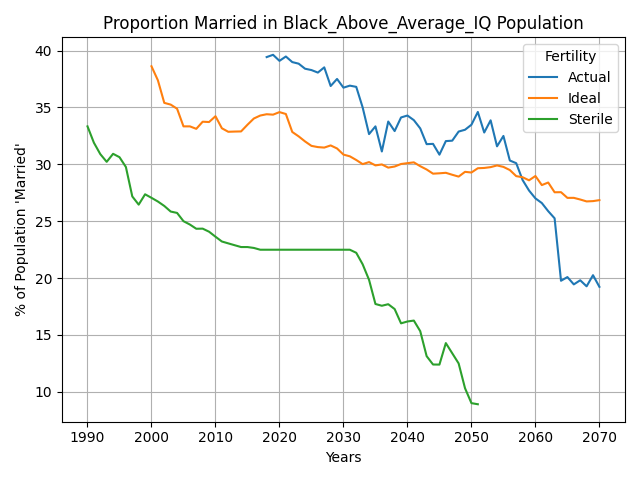 Proportion Married in Black_Above_Average_IQ Population
% of Population 'Married'
40
35
30
25
20
15
10
Fertility
Actual
Ideal
Sterile
1990 2000 2010 2020 2030 2040 2050 2060 2070
Years